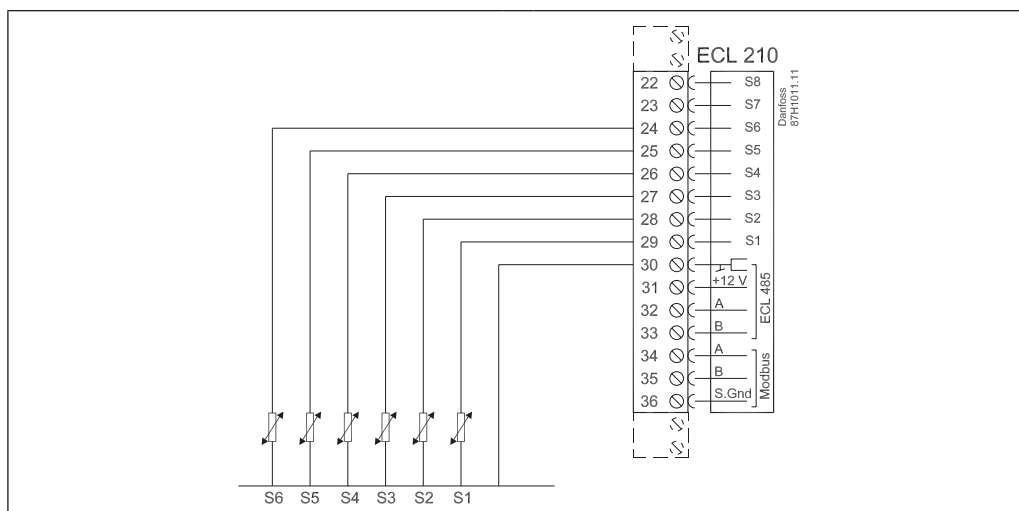 ECL 210
22 S8
23 S7
24 S6
25 S5
26 S4
27 S3
28 S2
29 S1
30
31 +12 V
32 A
33 B
34 A
35 B
36 S.Gnd
ECL 485
Modbus
Danfoss
87H1011.11
S6 S5 S4 S3 S2 S1